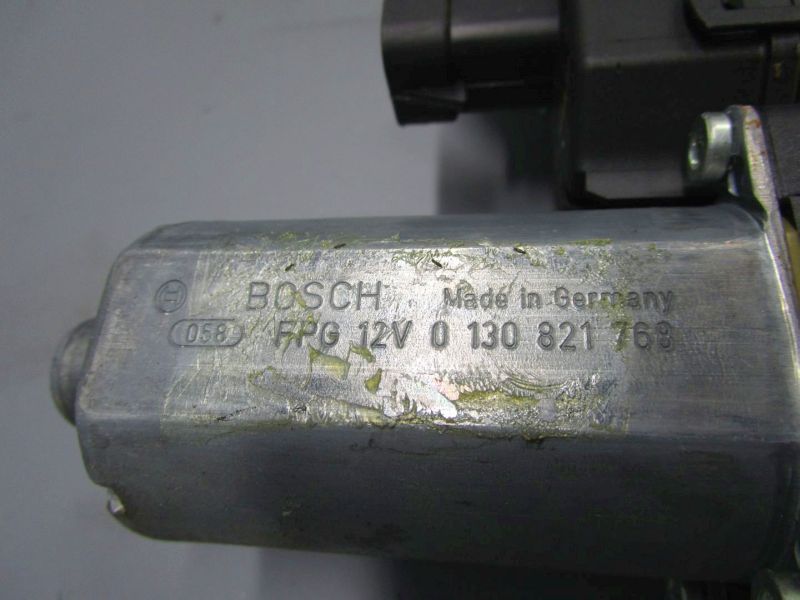 BOSCH Made in Germany
058 FPG 12V 0 130 821 768